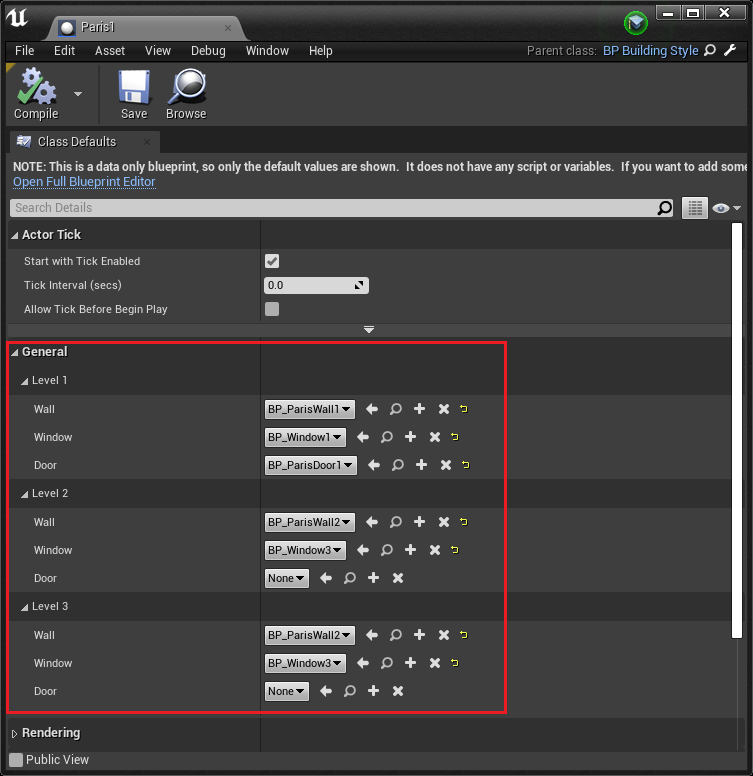 Paris1
File Edit Asset View Debug Window Help Parent class: BP Building Style
Compile Save Browse
Class Defaults
NOTE: This is a data only blueprint, so only the default values are shown. It does not have any script or variables. If you want to add some
Open Full Blueprint Editor
Search Details
Actor Tick
Start with Tick Enabled
Tick Interval (secs) 0.0
Allow Tick Before Begin Play
General
Level 1
Wall BP_ParisWall1
Window BP_Window1
Door BP_ParisDoor1
Level 2
Wall BP_ParisWall2
Window BP_Window3
Door None
Level 3
Wall BP_ParisWall2
Window BP_Window3
Door None
Rendering
Public View